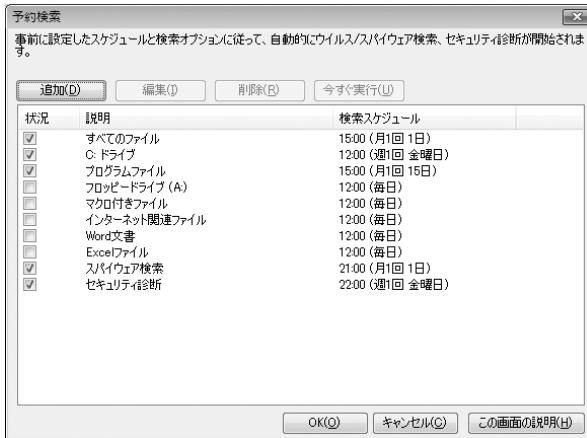 予約検索
事前に設定したスケジュールと検索オプションに従って、自動的にウイルス/スパイウェア検索、セキュリティ診断が開始されま
す。
追加(D) 編集(I) 削除(R) 今すぐ実行(U)
状況 説明 検索スケジュール
すべてのファイル 15:00 (月1回 1日)
C: ドライブ 12:00 (週1回 金曜日)
プログラムファイル 15:00 (月1回 15日)
フロッピードライブ (A:) 12:00 (毎日)
マクロ付きファイル 12:00 (毎日)
インターネット関連ファイル 12:00 (毎日)
Word文書 12:00 (毎日)
Excelファイル 12:00 (毎日)
スパイウェア検索 21:00 (月1回 1日)
セキュリティ診断 22:00 (週1回 金曜日)
OK(O) キャンセル(C) この画面の説明(H)